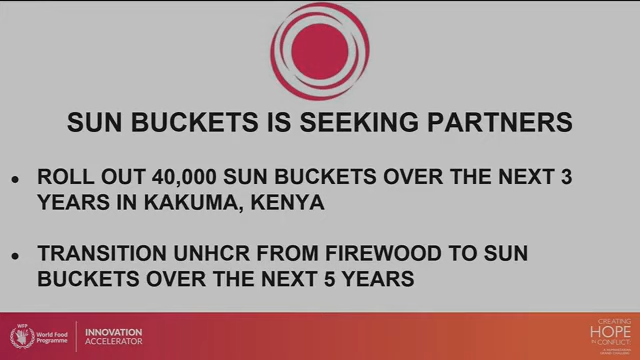 SUN BUCKETS IS SEEKING PARTNERS
• ROLL OUT 40,000 SUN BUCKETS OVER THE NEXT 3
YEARS IN KAKUMA, KENYA
• TRANSITION UNHCR FROM FIREWOOD TO SUN
BUCKETS OVER THE NEXT 5 YEARS
WFP
World Food
Programme
INNOVATION
ACCELERATOR
CREATING
HOPE
IN CONFLICT